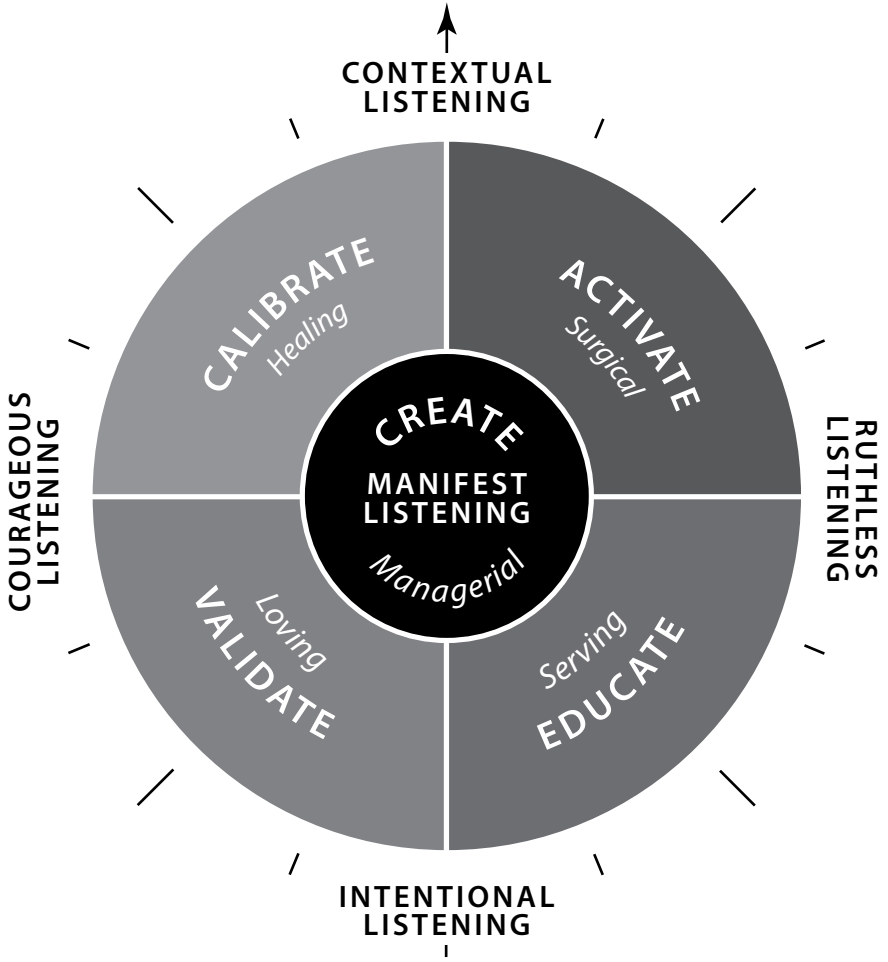 CONTEXTUAL
LISTENING
CALIBRATE
Healing
ACTIVATE
Surgical
COURAGEOUS
LISTENING
CREATE
MANIFEST
LISTENING
Managerial
RUTHLESS
LISTENING
Loving
VALIDATE
Serving
EDUCATE
INTENTIONAL
LISTENING